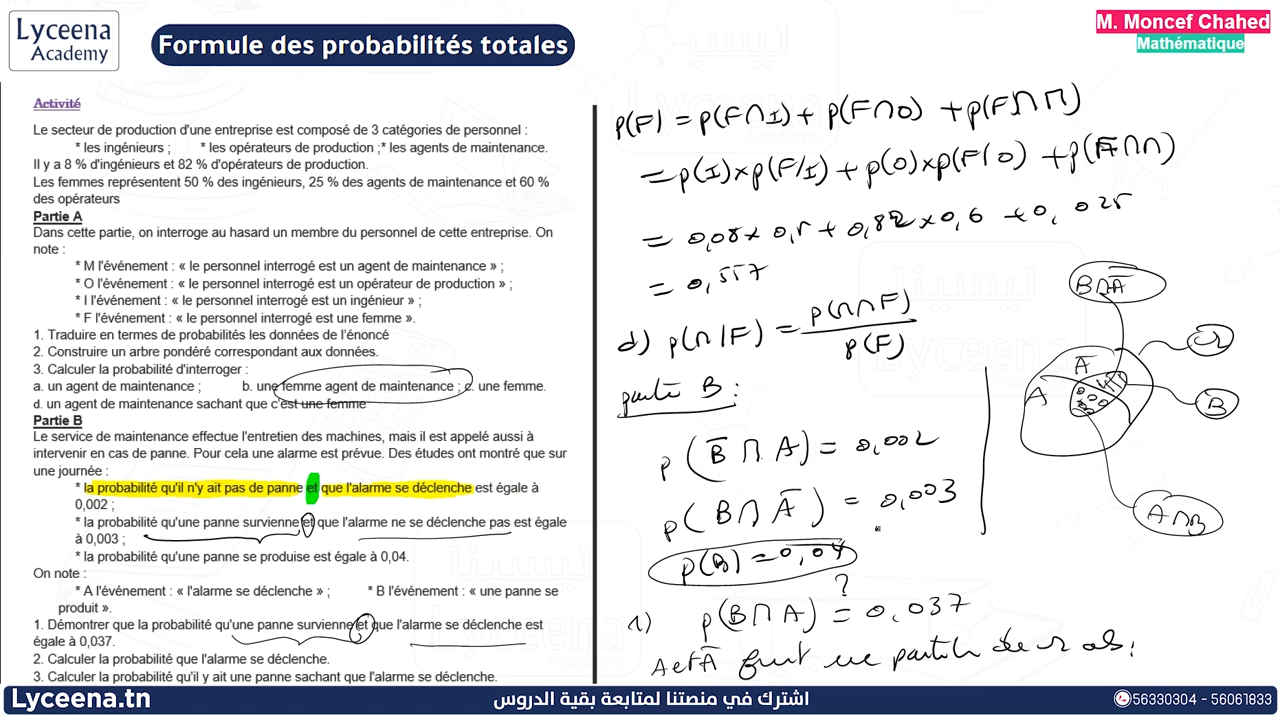 Lyceena
Academy
Formule des probabilités totales
M. Moncef Chahed
Mathématique
Activité
Le secteur de production d'une entreprise est composé de 3 catégories de personnel :
* les ingénieurs ; * les opérateurs de production ;* les agents de maintenance.
Il y a 8 % d'ingénieurs et 82 % d'opérateurs de production.
Les femmes représentent 50 % des ingénieurs, 25 % des agents de maintenance et 60 %
des opérateurs
Partie A
Dans cette partie, on interroge au hasard un membre du personnel de cette entreprise. On
note :
* M l'événement : « le personnel interrogé est un agent de maintenance » ;
* O l'événement : « le personnel interrogé est un opérateur de production » ;
* I l'événement : « le personnel interrogé est un ingénieur » ;
* F l'événement : « le personnel interrogé est une femme ».
1. Traduire en termes de probabilités les données de l'énoncé
2. Construire un arbre pondéré correspondant aux données.
3. Calculer la probabilité d'interroger :
a. un agent de maintenance ; b. une femme agent de maintenance ; c. une femme.
d. un agent de maintenance sachant que c'est une femme
Partie B
Le service de maintenance effectue l'entretien des machines, mais il est appelé aussi à
intervenir en cas de panne. Pour cela une alarme est prévue. Des études ont montré que sur
une journée :
* la probabilité qu'il n'y ait pas de panne et que l'alarme se déclenche est égale à
0,002 ;
* la probabilité qu'une panne survienne et que l'alarme ne se déclenche pas est égale
à 0,003 ;
* la probabilité qu'une panne se produise est égale à 0,04.
On note :
* A l'événement : « l'alarme se déclenche » ; * B l'événement : « une panne se
produit ».
1. Démontrer que la probabilité qu'une panne survienne et que l'alarme se déclenche est
égale à 0,037.
2. Calculer la probabilité que l'alarme se déclenche.
3. Calculer la probabilité qu'il y ait une panne sachant que l'alarme se déclenche.
p(F) = p(F∩I) + p(F∩O) + p(F∩M)
= p(I)×p(F/I) + p(O)×p(F/O) + p(F∩M)
= 0,08 × 0,5 + 0,82 × 0,6 + 0,025
= 0,557
d) p(M/F) = p(M∩F) / p(F)
partie B :
p(B̅ ∩ A) = 0,002
p(B ∩ A̅) = 0,003
p(B) = 0,04
?
1) p(B∩A) = 0,037
A et A̅ font une partition de Ω
B∩A̅
Ω
A̅
A
B
A∩B
Lyceena.tn
اشترك في منصتنا لمتابعة بقية الدروس
56330304 - 56061833